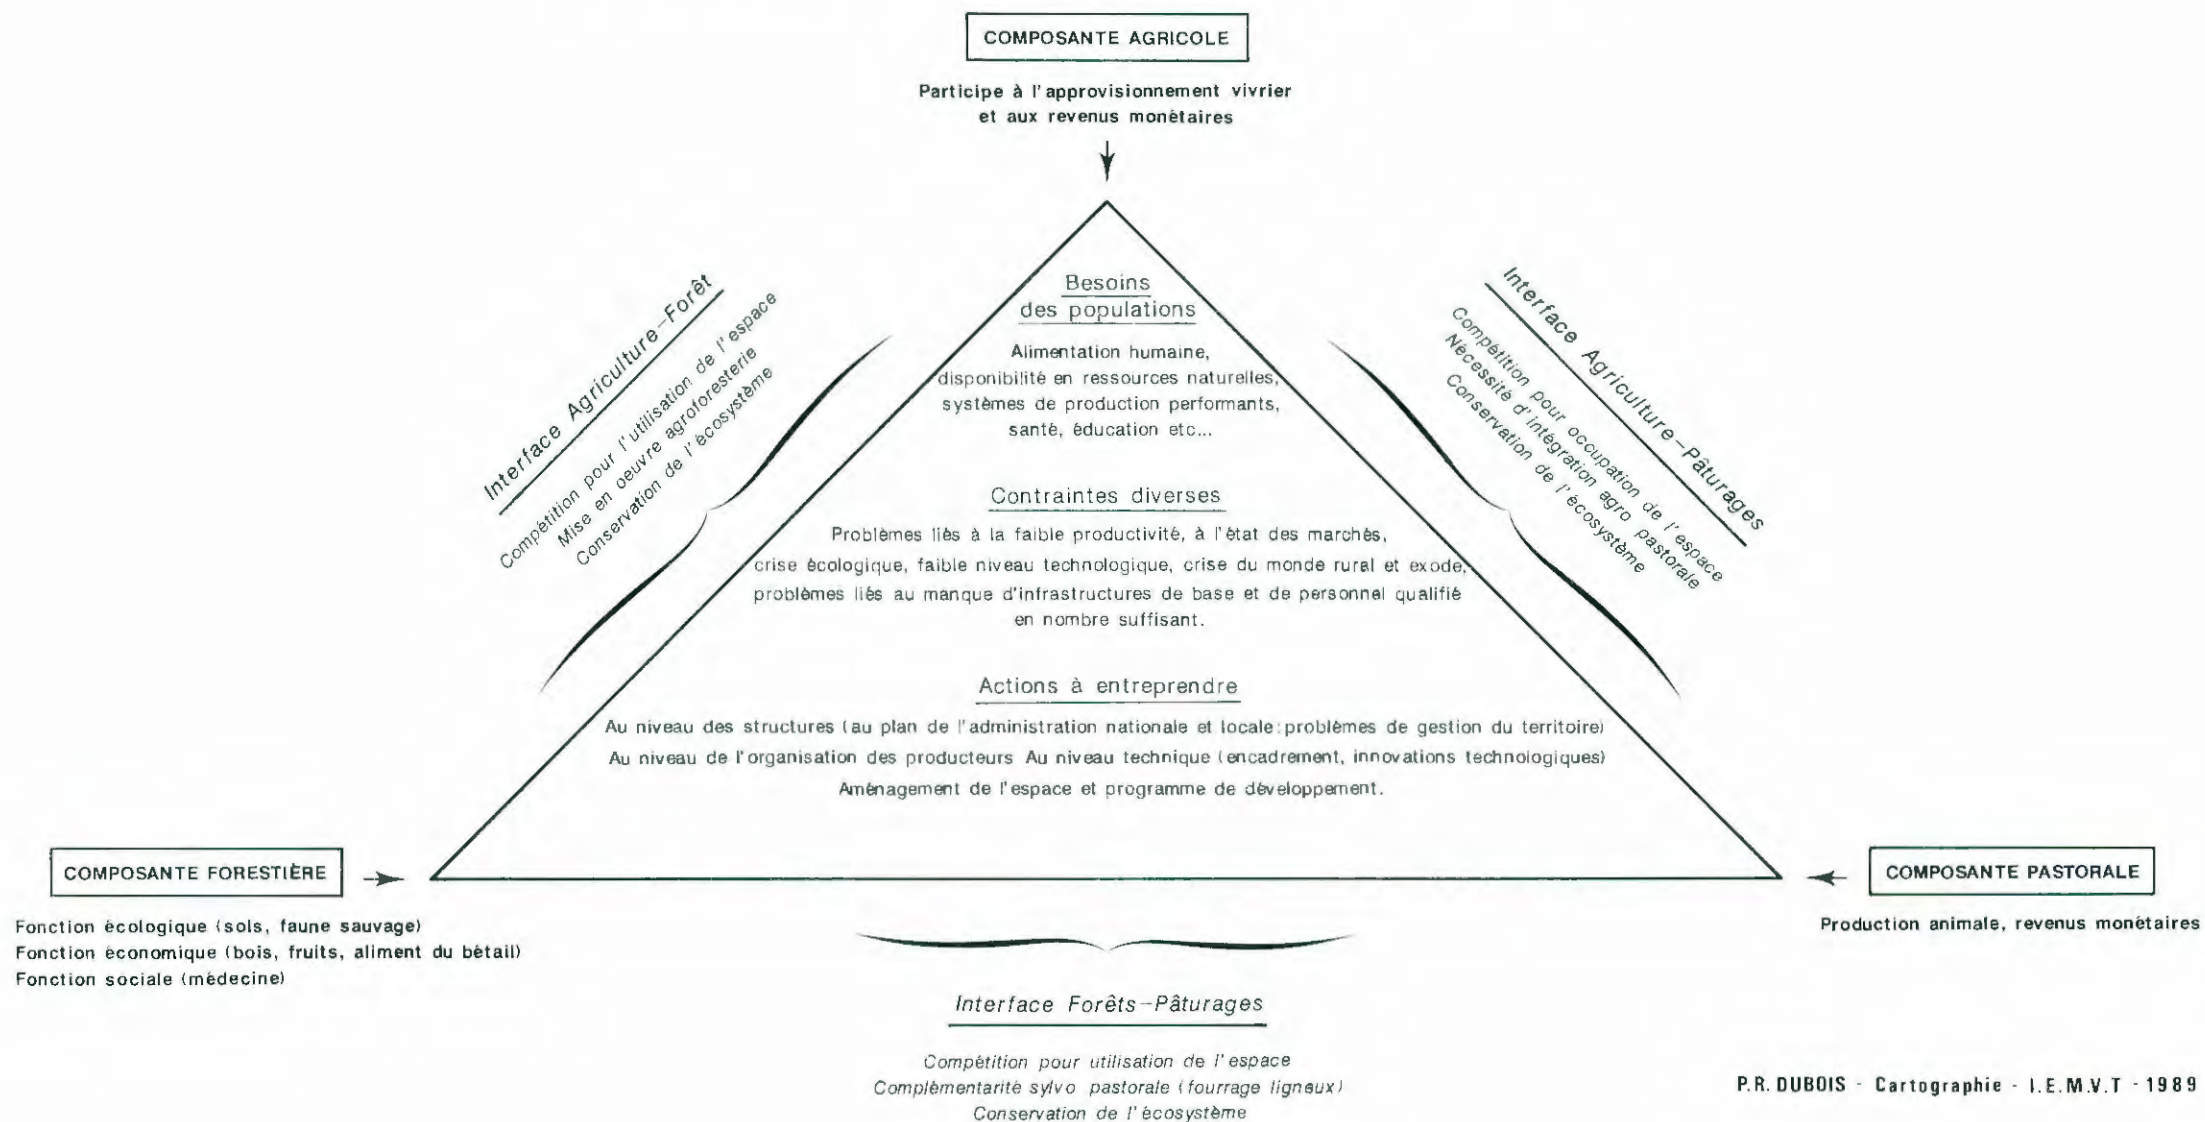 COMPOSANTE AGRICOLE
Participe à l'approvisionnement vivrier
et aux revenus monétaires
Interface Agriculture-Forêt
Compétition pour l'utilisation de l'espace
Mise en oeuvre agroforesterie
Conservation de l'écosystème
Interface Agriculture-Pâturages
Compétition pour occupation de l'espace
Nécessité d'intégration agro pastorale
Conservation de l'écosystème
Besoins
des populations
Alimentation humaine,
disponibilité en ressources naturelles,
systèmes de production performants,
santé, éducation etc...
Contraintes diverses
Problèmes liés à la faible productivité, à l'état des marchés,
crise écologique, faible niveau technologique, crise du monde rural et exode,
problèmes liés au manque d'infrastructures de base et de personnel qualifié
en nombre suffisant.
Actions à entreprendre
Au niveau des structures (au plan de l'administration nationale et locale: problèmes de gestion du territoire)
Au niveau de l'organisation des producteurs Au niveau technique (encadrement, innovations technologiques)
Aménagement de l'espace et programme de développement.
COMPOSANTE FORESTIÈRE
Fonction écologique (sols, faune sauvage)
Fonction économique (bois, fruits, aliment du bétail)
Fonction sociale (médecine)
COMPOSANTE PASTORALE
Production animale, revenus monétaires
Interface Forêts-Pâturages
Compétition pour utilisation de l'espace
Complémentarité sylvo pastorale (fourrage ligneux)
Conservation de l'écosystème
P.R. DUBOIS - Cartographie - I.E.M.V.T - 1989